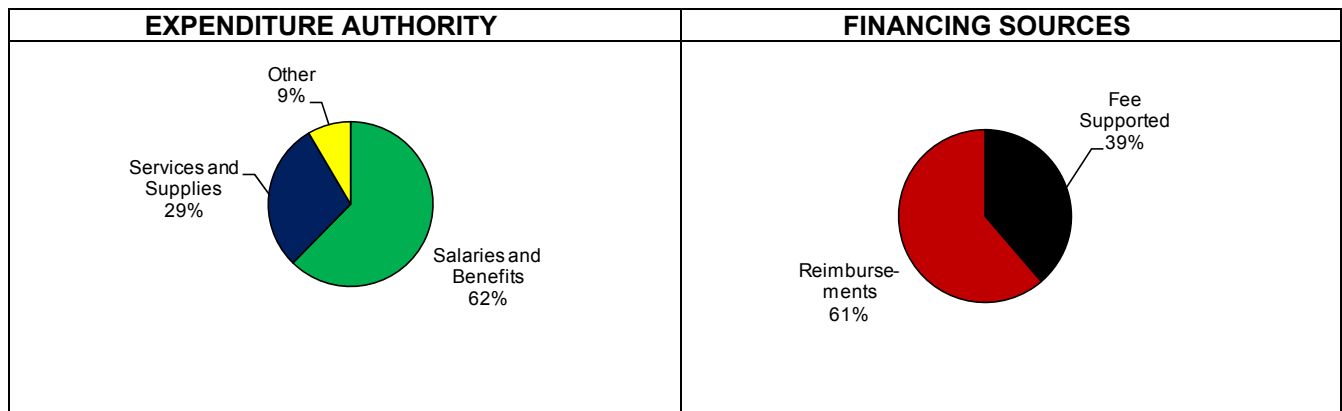 EXPENDITURE AUTHORITY
Other
9%
Services and
Supplies
29%
Salaries and
Benefits
62%
FINANCING SOURCES
Fee
Supported
39%
Reimburse-
ments
61%